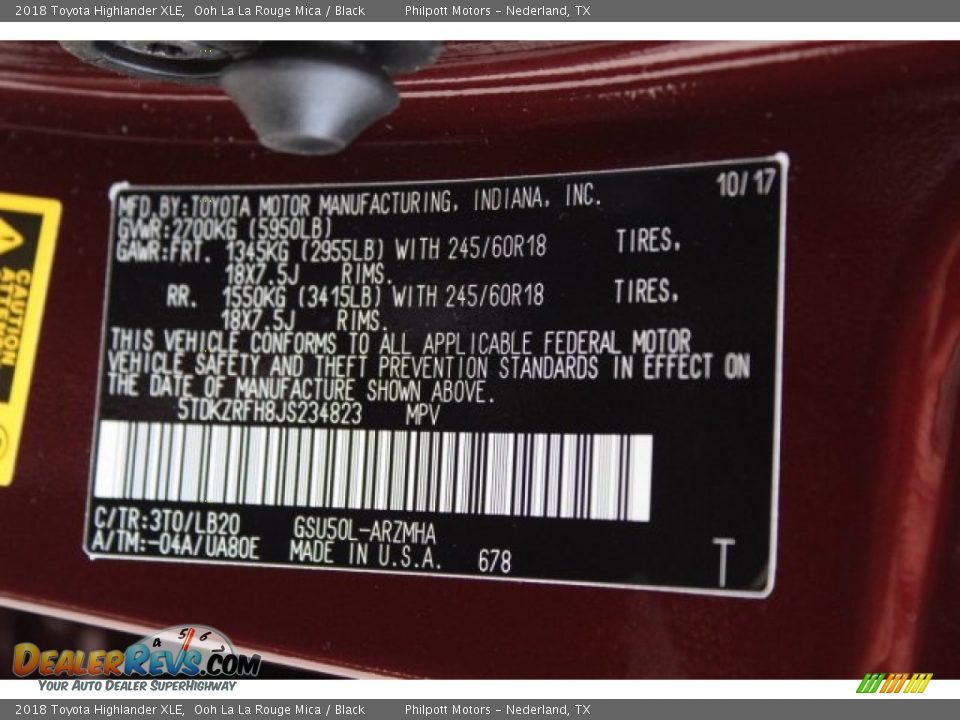 2018 Toyota Highlander XLE, Ooh La La Rouge Mica / Black Philpott Motors - Nederland, TX
10/17
MFD.BY:TOYOTA MOTOR MANUFACTURING, INDIANA, INC.
GVWR:2700KG (5950LB)
GAWR:FRT. 1345KG (2955LB) WITH 245/60R18 TIRES,
18X7.5J RIMS.
RR. 1550KG (3415LB) WITH 245/60R18 TIRES,
18X7.5J RIMS.
THIS VEHICLE CONFORMS TO ALL APPLICABLE FEDERAL MOTOR
VEHICLE SAFETY AND THEFT PREVENTION STANDARDS IN EFFECT ON
THE DATE OF MANUFACTURE SHOWN ABOVE.
5TDKZRFH8JS234823 MPV
C/TR:3T0/LB20 GSU50L-ARZMHA
A/TM:-04A/UA80E MADE IN U.S.A. 678
T
CAUTION
4 5 6 7
DEALERREVS.COM
YOUR AUTO DEALER SUPERHIGHWAY
2018 Toyota Highlander XLE, Ooh La La Rouge Mica / Black Philpott Motors - Nederland, TX